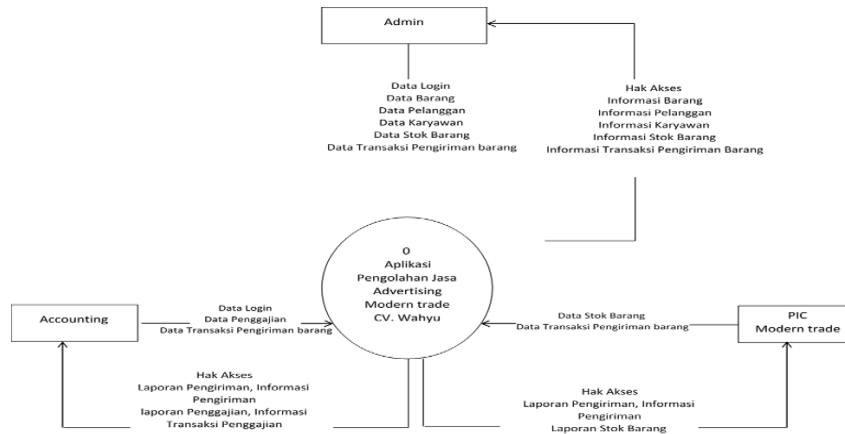 Admin
Data Login
Data Barang
Data Pelanggan
Data Karyawan
Data Stok Barang
Data Transaksi Pengiriman barang
Hak Akses
Informasi Barang
Informasi Pelanggan
Informasi Karyawan
Informasi Stok Barang
Informasi Transaksi Pengiriman Barang
0
Aplikasi
Pengolahan Jasa
Advertising
Modern trade
CV. Wahyu
Accounting
Data Login
Data Penggajian
Data Transaksi Pengiriman barang
Data Stok Barang
Data Transaksi Pengiriman barang
PIC
Modern trade
Hak Akses
Laporan Pengiriman, Informasi
Pengiriman
laporan Penggajian, Informasi
Transaksi Penggajian
Hak Akses
Laporan Pengiriman, Informasi
Pengiriman
Laporan Stok Barang